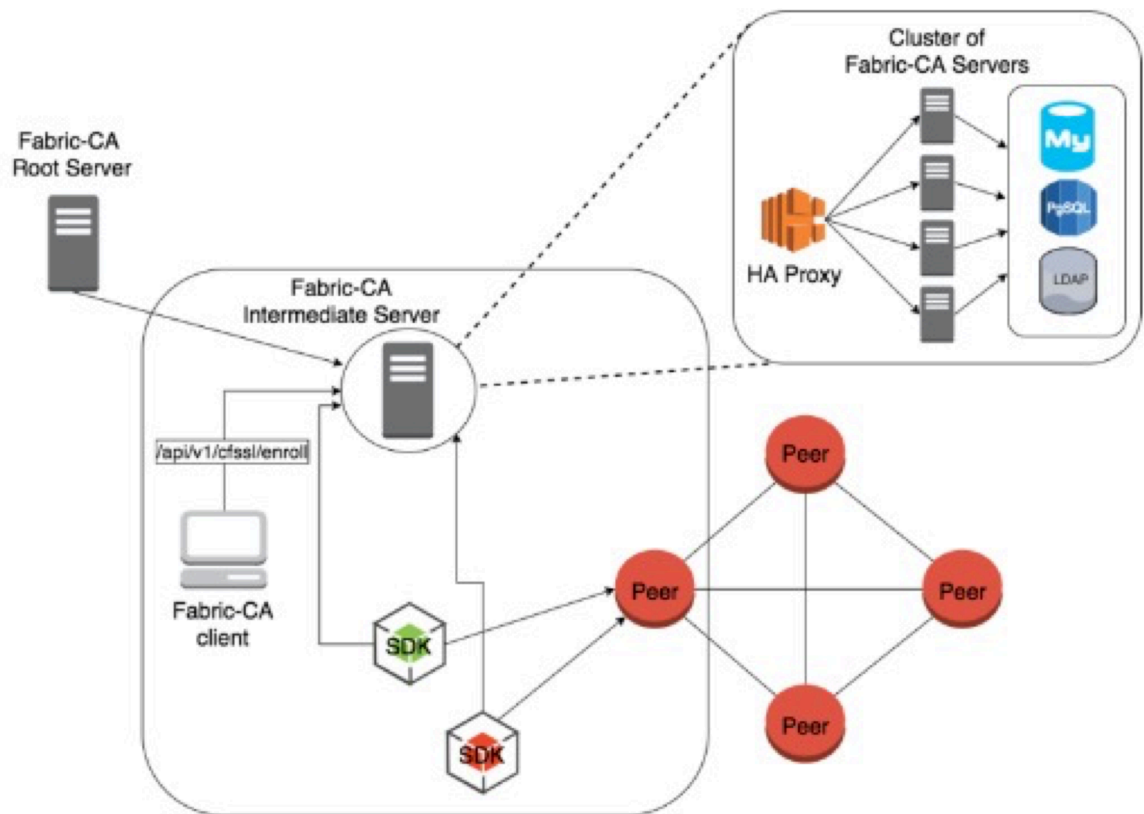 Cluster of
Fabric-CA Servers
My
PgSQL
LDAP
HA Proxy
Fabric-CA
Root Server
Fabric-CA
Intermediate Server
/api/v1/cfssl/enroll
Fabric-CA
client
SDK
SDK
Peer
Peer
Peer
Peer